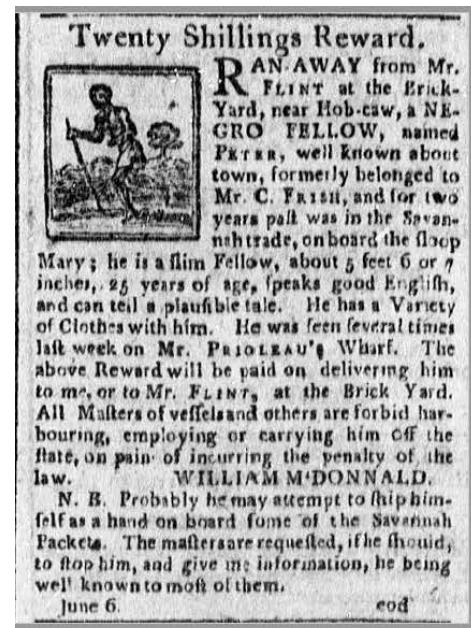 Twenty Shillings Reward.
RAN-AWAY from Mr.
FLINT at the Brick-
Yard, near Hob-caw, a NE-
GRO FELLOW, named
PETER, well known about
town, formerly belonged to
Mr. C. FRISH, and for two
years paſt was in the Savan-
nah trade, on board the ſloop
Mary; he is a ſlim Fellow, about 5 feet 6 or 7
inches, 25 years of age, ſpeaks good Engliſh,
and can tell a plauſible tale. He has a Variety
of Clothes with him. He was ſeen ſeveral times
laſt week on Mr. PRIOLEAU's Wharf. The
above Reward will be paid on delivering him
to me, or to Mr. FLINT, at the Brick Yard.
All Maſters of veſſels and others are forbid har-
bouring, employing or carrying him off the
ſtate, on pain of incurring the penalty of the
law. WILLIAM M'DONNALD.
N. B. Probably he may attempt to ſhip him-
ſelf as a hand on board ſome of the Savannah
Packets. The maſters are requeſted, if he ſhould,
to ſtop him, and give me information, he being
well known to moſt of them.
June 6. eod